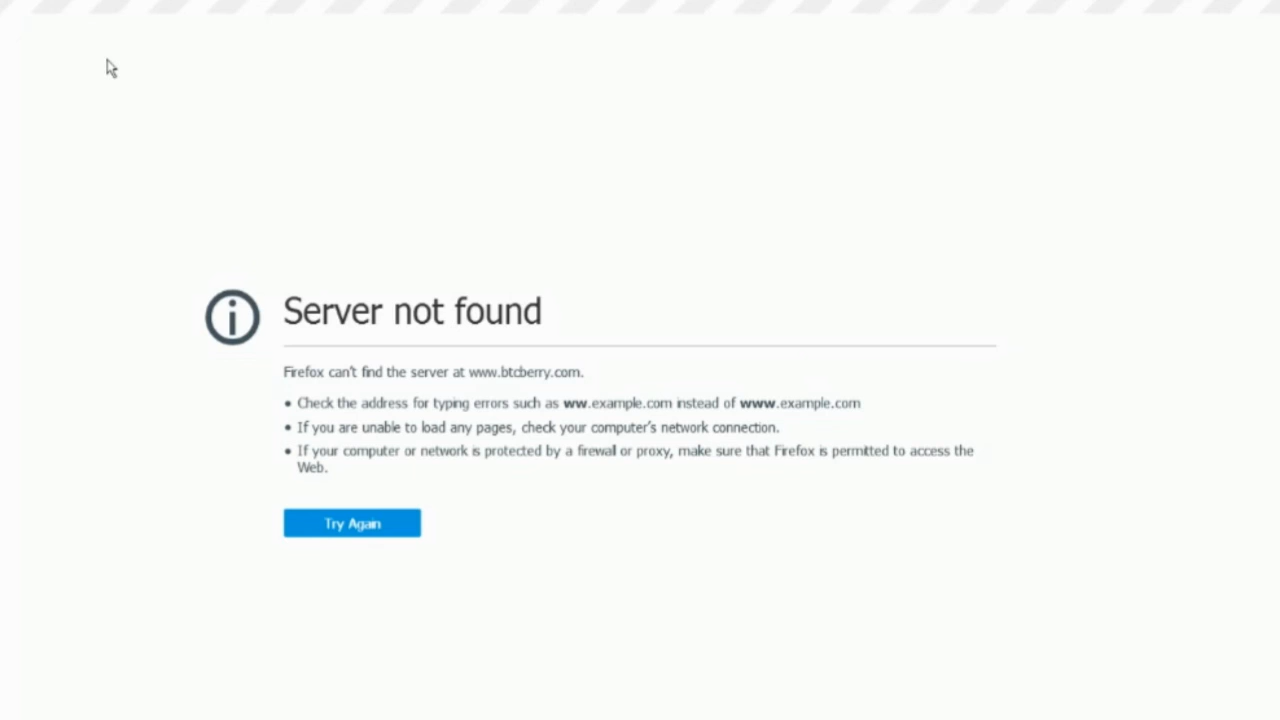 Server not found
Firefox can't find the server at www.btcberry.com.
• Check the address for typing errors such as ww.example.com instead of www.example.com
• If you are unable to load any pages, check your computer's network connection.
• If your computer or network is protected by a firewall or proxy, make sure that Firefox is permitted to access the
Web.
Try Again